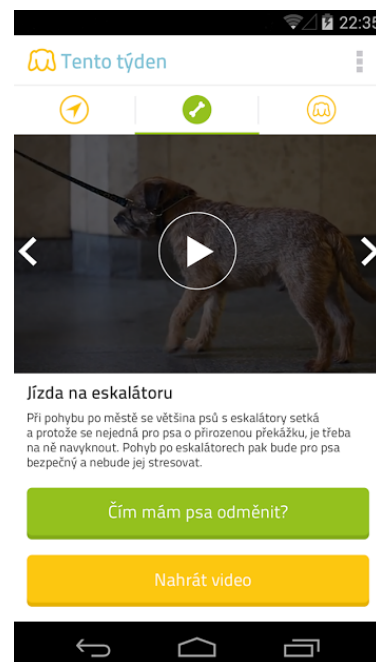 22:35
Tento týden
Jízda na eskalátoru
Při pohybu po městě se většina psů s eskalátory setká
a protože se nejedná pro psa o přirozenou překážku, je třeba
na ně navyknout. Pohyb po eskalátorech pak bude pro psa
bezpečný a nebude jej stresovat.
Čím mám psa odměnit?
Nahrát video